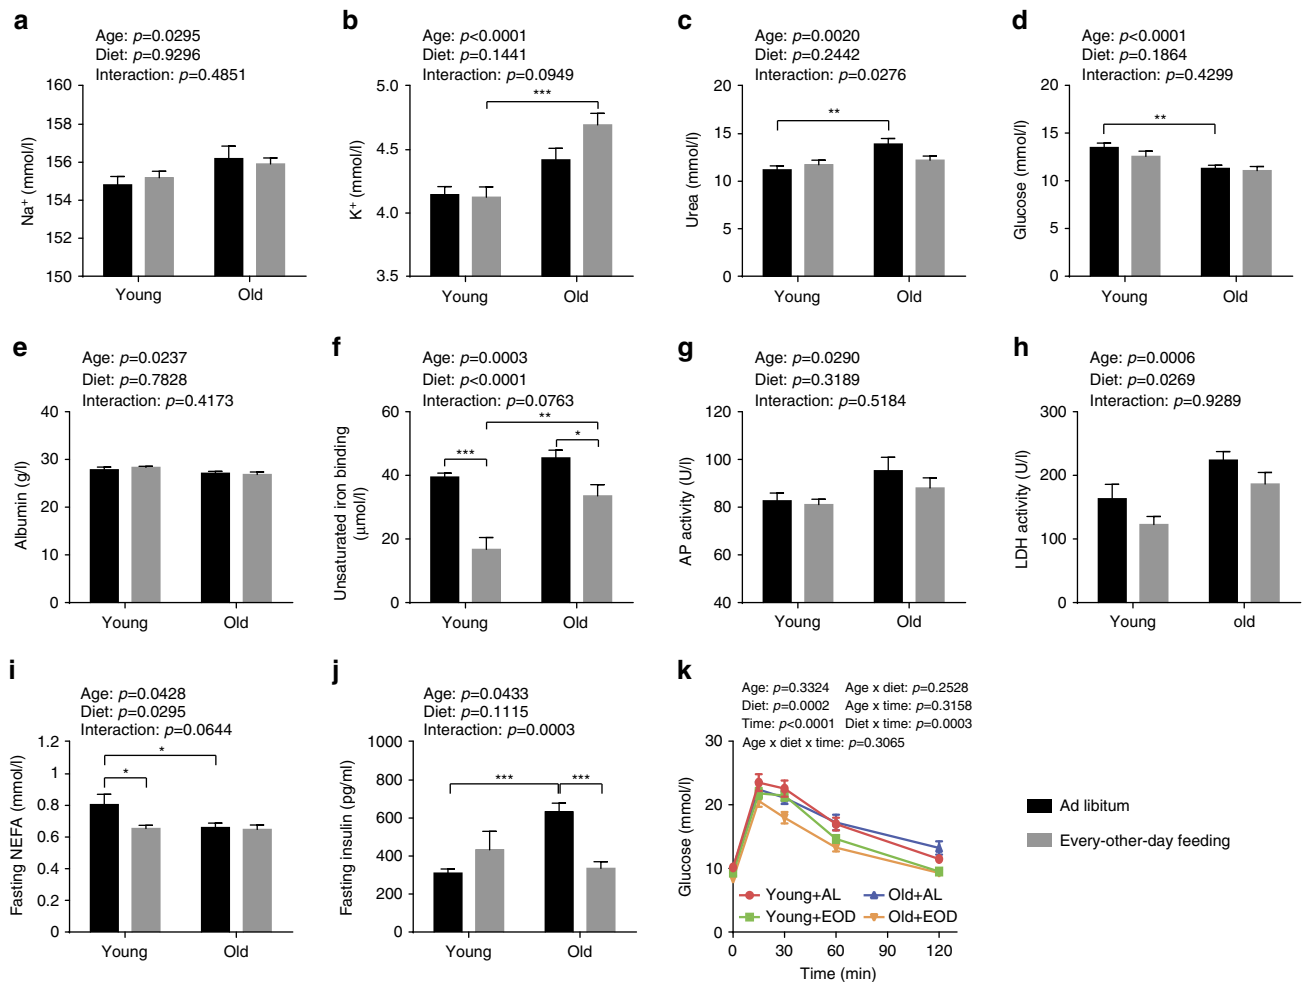 a
Age: p=0.0295
Diet: p=0.9296
Interaction: p=0.4851
160
158
156
154
152
150
Na⁺ (mmol/l)
Young
Old
b
Age: p<0.0001
Diet: p=0.1441
Interaction: p=0.0949
5.0
4.5
4.0
3.5
K⁺ (mmol/l)
***
Young
Old
c
Age: p=0.0020
Diet: p=0.2442
Interaction: p=0.0276
20
15
10
5
0
Urea (mmol/l)
**
Young
Old
d
Age: p<0.0001
Diet: p=0.1864
Interaction: p=0.4299
20
15
10
5
0
Glucose (mmol/l)
**
Young
Old
e
Age: p=0.0237
Diet: p=0.7828
Interaction: p=0.4173
40
30
20
10
0
Albumin (g/l)
Young
Old
f
Age: p=0.0003
Diet: p<0.0001
Interaction: p=0.0763
60
40
20
0
Unsaturated iron binding
(μmol/l)
**
*
***
Young
Old
g
Age: p=0.0290
Diet: p=0.3189
Interaction: p=0.5184
120
100
80
60
40
AP activity (U/l)
Young
Old
h
Age: p=0.0006
Diet: p=0.0269
Interaction: p=0.9289
300
200
100
0
LDH activity (U/l)
Young
old
i
Age: p=0.0428
Diet: p=0.0295
Interaction: p=0.0644
1.2
1
0.8
0.6
0.4
0.2
0
Fasting NEFA (mmol/l)
*
*
Young
Old
j
Age: p=0.0433
Diet: p=0.1115
Interaction: p=0.0003
1000
800
600
400
200
0
Fasting insulin (pg/ml)
***
***
Young
Old
k
Age: p=0.3324 Age x diet: p=0.2528
Diet: p=0.0002 Age x time: p=0.3158
Time: p<0.0001 Diet x time: p=0.0003
Age x diet x time: p=0.3065
30
20
10
0
Glucose (mmol/l)
Young+AL Old+AL
Young+EOD Old+EOD
0 30 60 90 120
Time (min)
Ad libitum
Every-other-day feeding